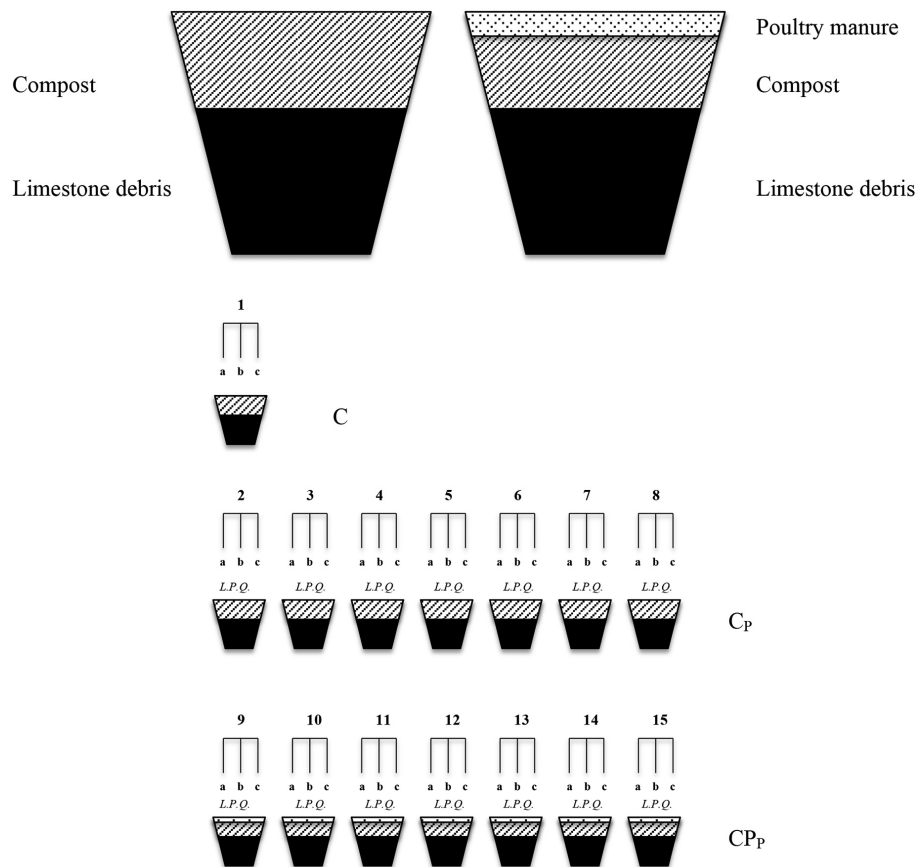 Poultry manure
Compost
Compost
Limestone debris
Limestone debris
1
a b c
C
2 3 4 5 6 7 8
a b c a b c a b c a b c a b c a b c a b c
L.P.Q. L.P.Q. L.P.Q. L.P.Q. L.P.Q. L.P.Q. L.P.Q.
CP
9 10 11 12 13 14 15
a b c a b c a b c a b c a b c a b c a b c
L.P.Q. L.P.Q. L.P.Q. L.P.Q. L.P.Q. L.P.Q. L.P.Q.
CPP